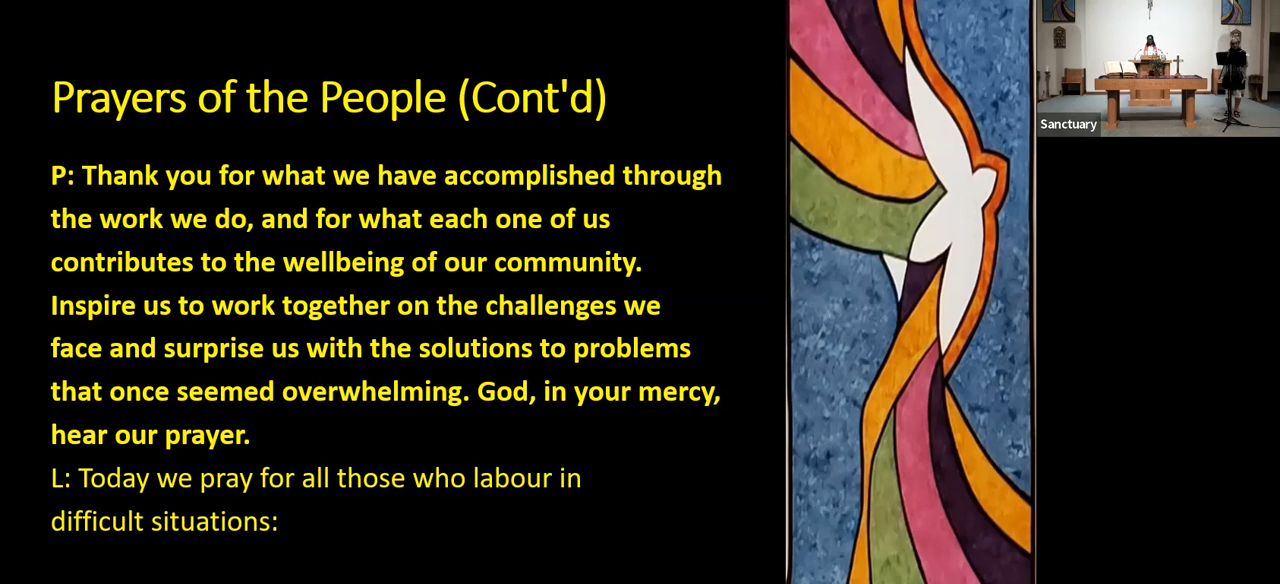 Prayers of the People (Cont'd)
P: Thank you for what we have accomplished through
the work we do, and for what each one of us
contributes to the wellbeing of our community.
Inspire us to work together on the challenges we
face and surprise us with the solutions to problems
that once seemed overwhelming. God, in your mercy,
hear our prayer.
L: Today we pray for all those who labour in
difficult situations:
Sanctuary